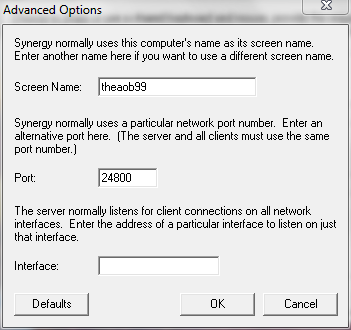 Advanced Options
Synergy normally uses this computer's name as its screen name.
Enter another name here if you want to use a different screen name.
Screen Name: theaob99
Synergy normally uses a particular network port number. Enter an
alternative port here. (The server and all clients must use the same
port number.)
Port: 24800
The server normally listens for client connections on all network
interfaces. Enter the address of a particular interface to listen on just
that interface.
Interface:
Defaults OK Cancel